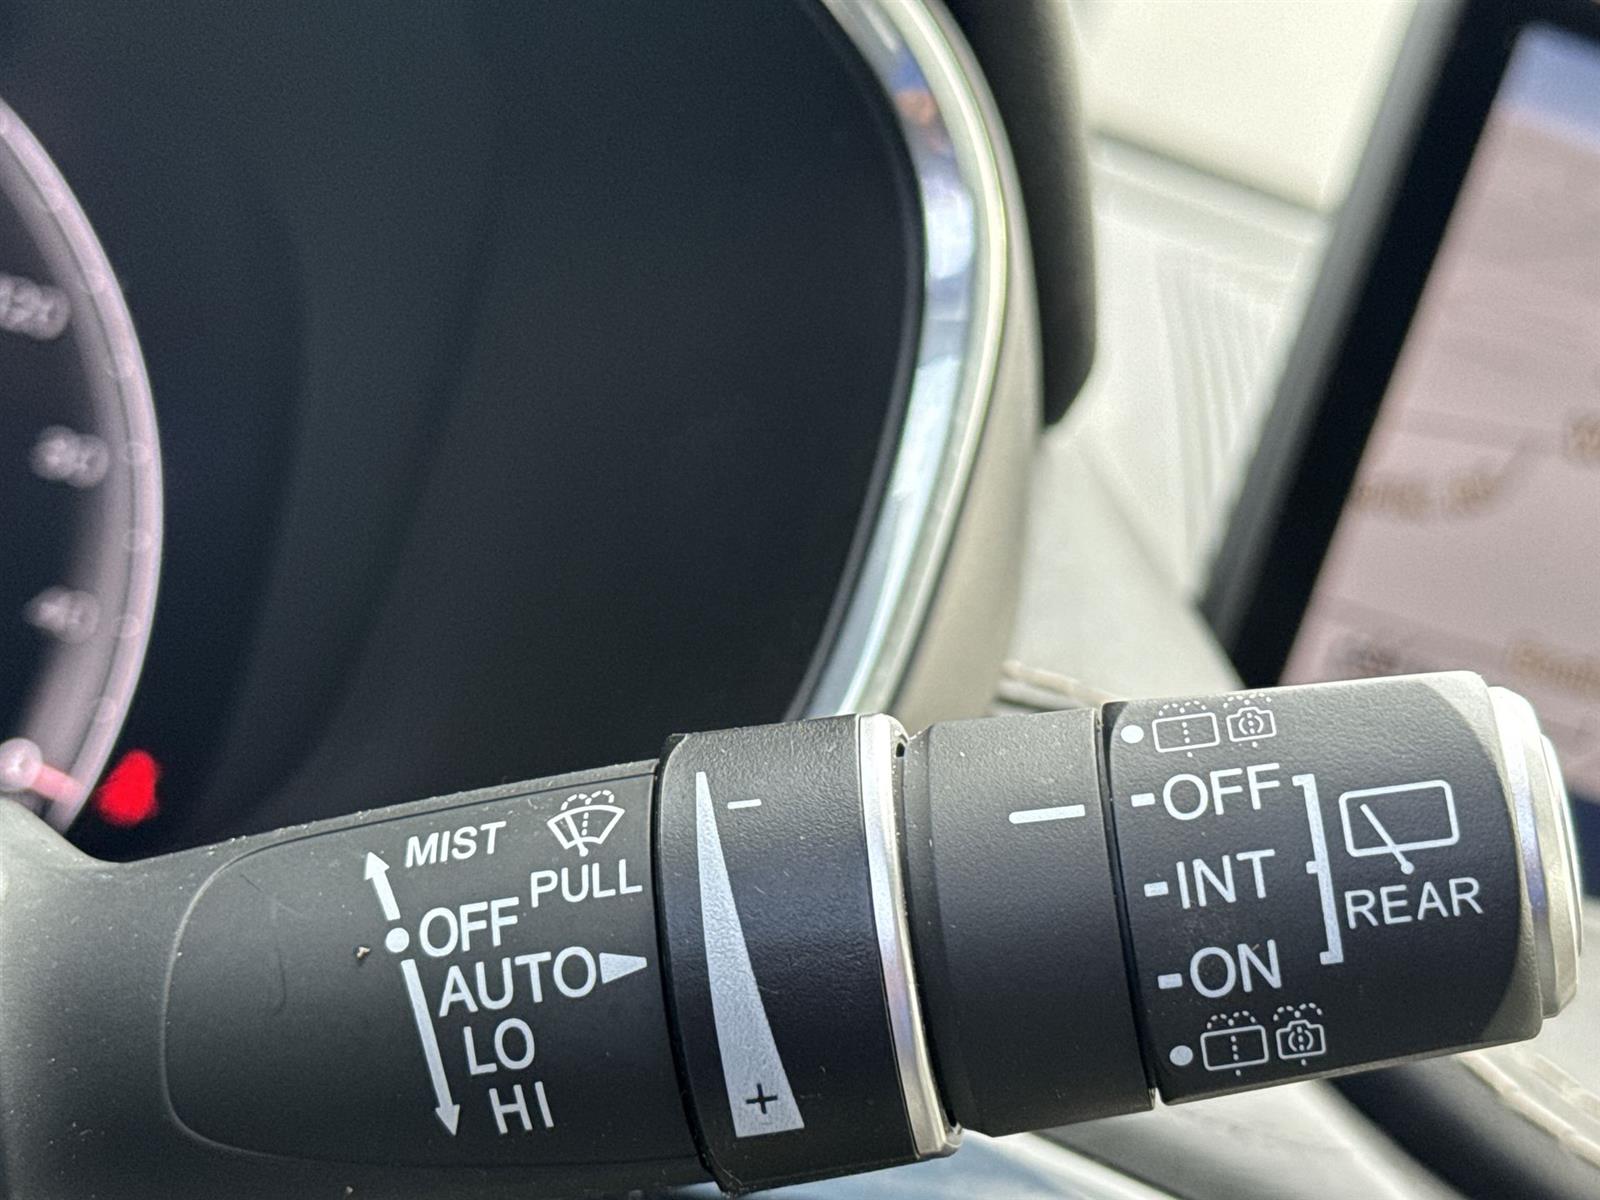 MIST
PULL
OFF
AUTO
LO
HI
-
+
OFF
INT
ON
REAR